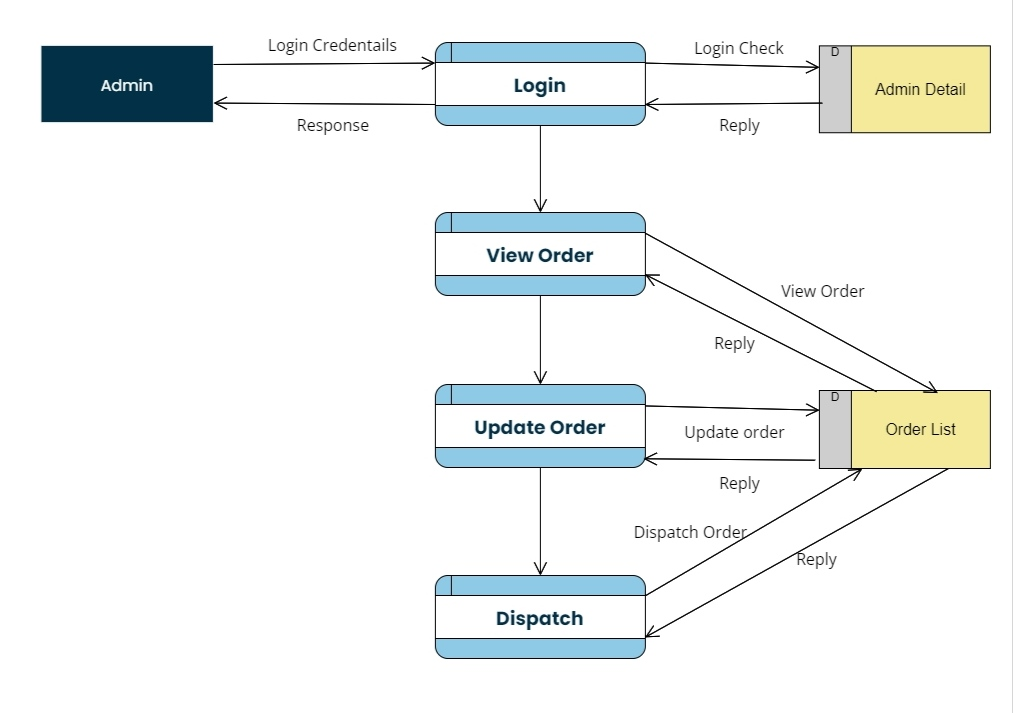 Login Credentails
Login Check
D
Admin
Login
Admin Detail
Response
Reply
View Order
View Order
Reply
D
Update Order
Update order
Order List
Reply
Dispatch Order
Reply
Dispatch